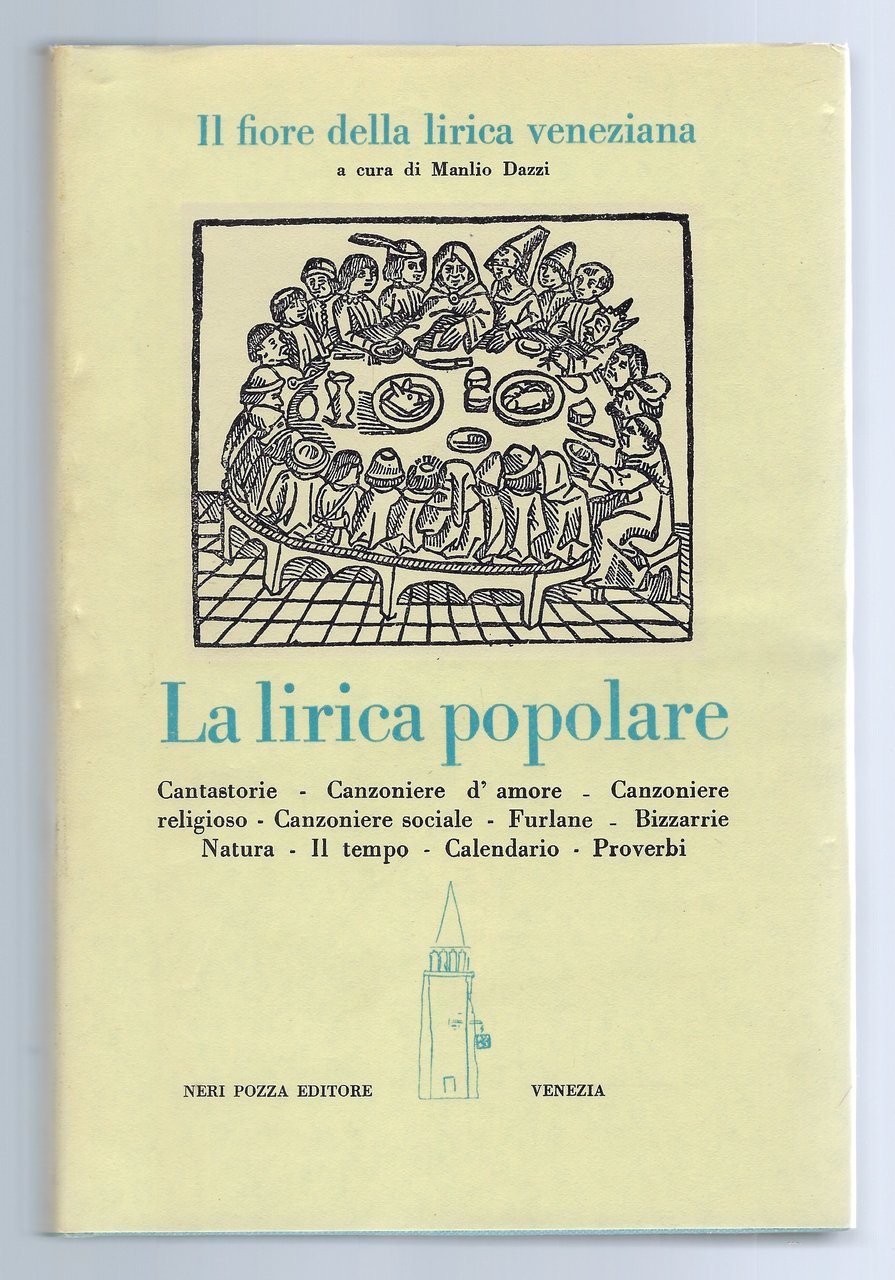 Il fiore della lirica veneziana
a cura di Manlio Dazzi
La lirica popolare
Cantastorie - Canzoniere d' amore - Canzoniere
religioso - Canzoniere sociale - Furlane - Bizzarrie
Natura - Il tempo - Calendario - Proverbi
NERI POZZA EDITORE VENEZIA